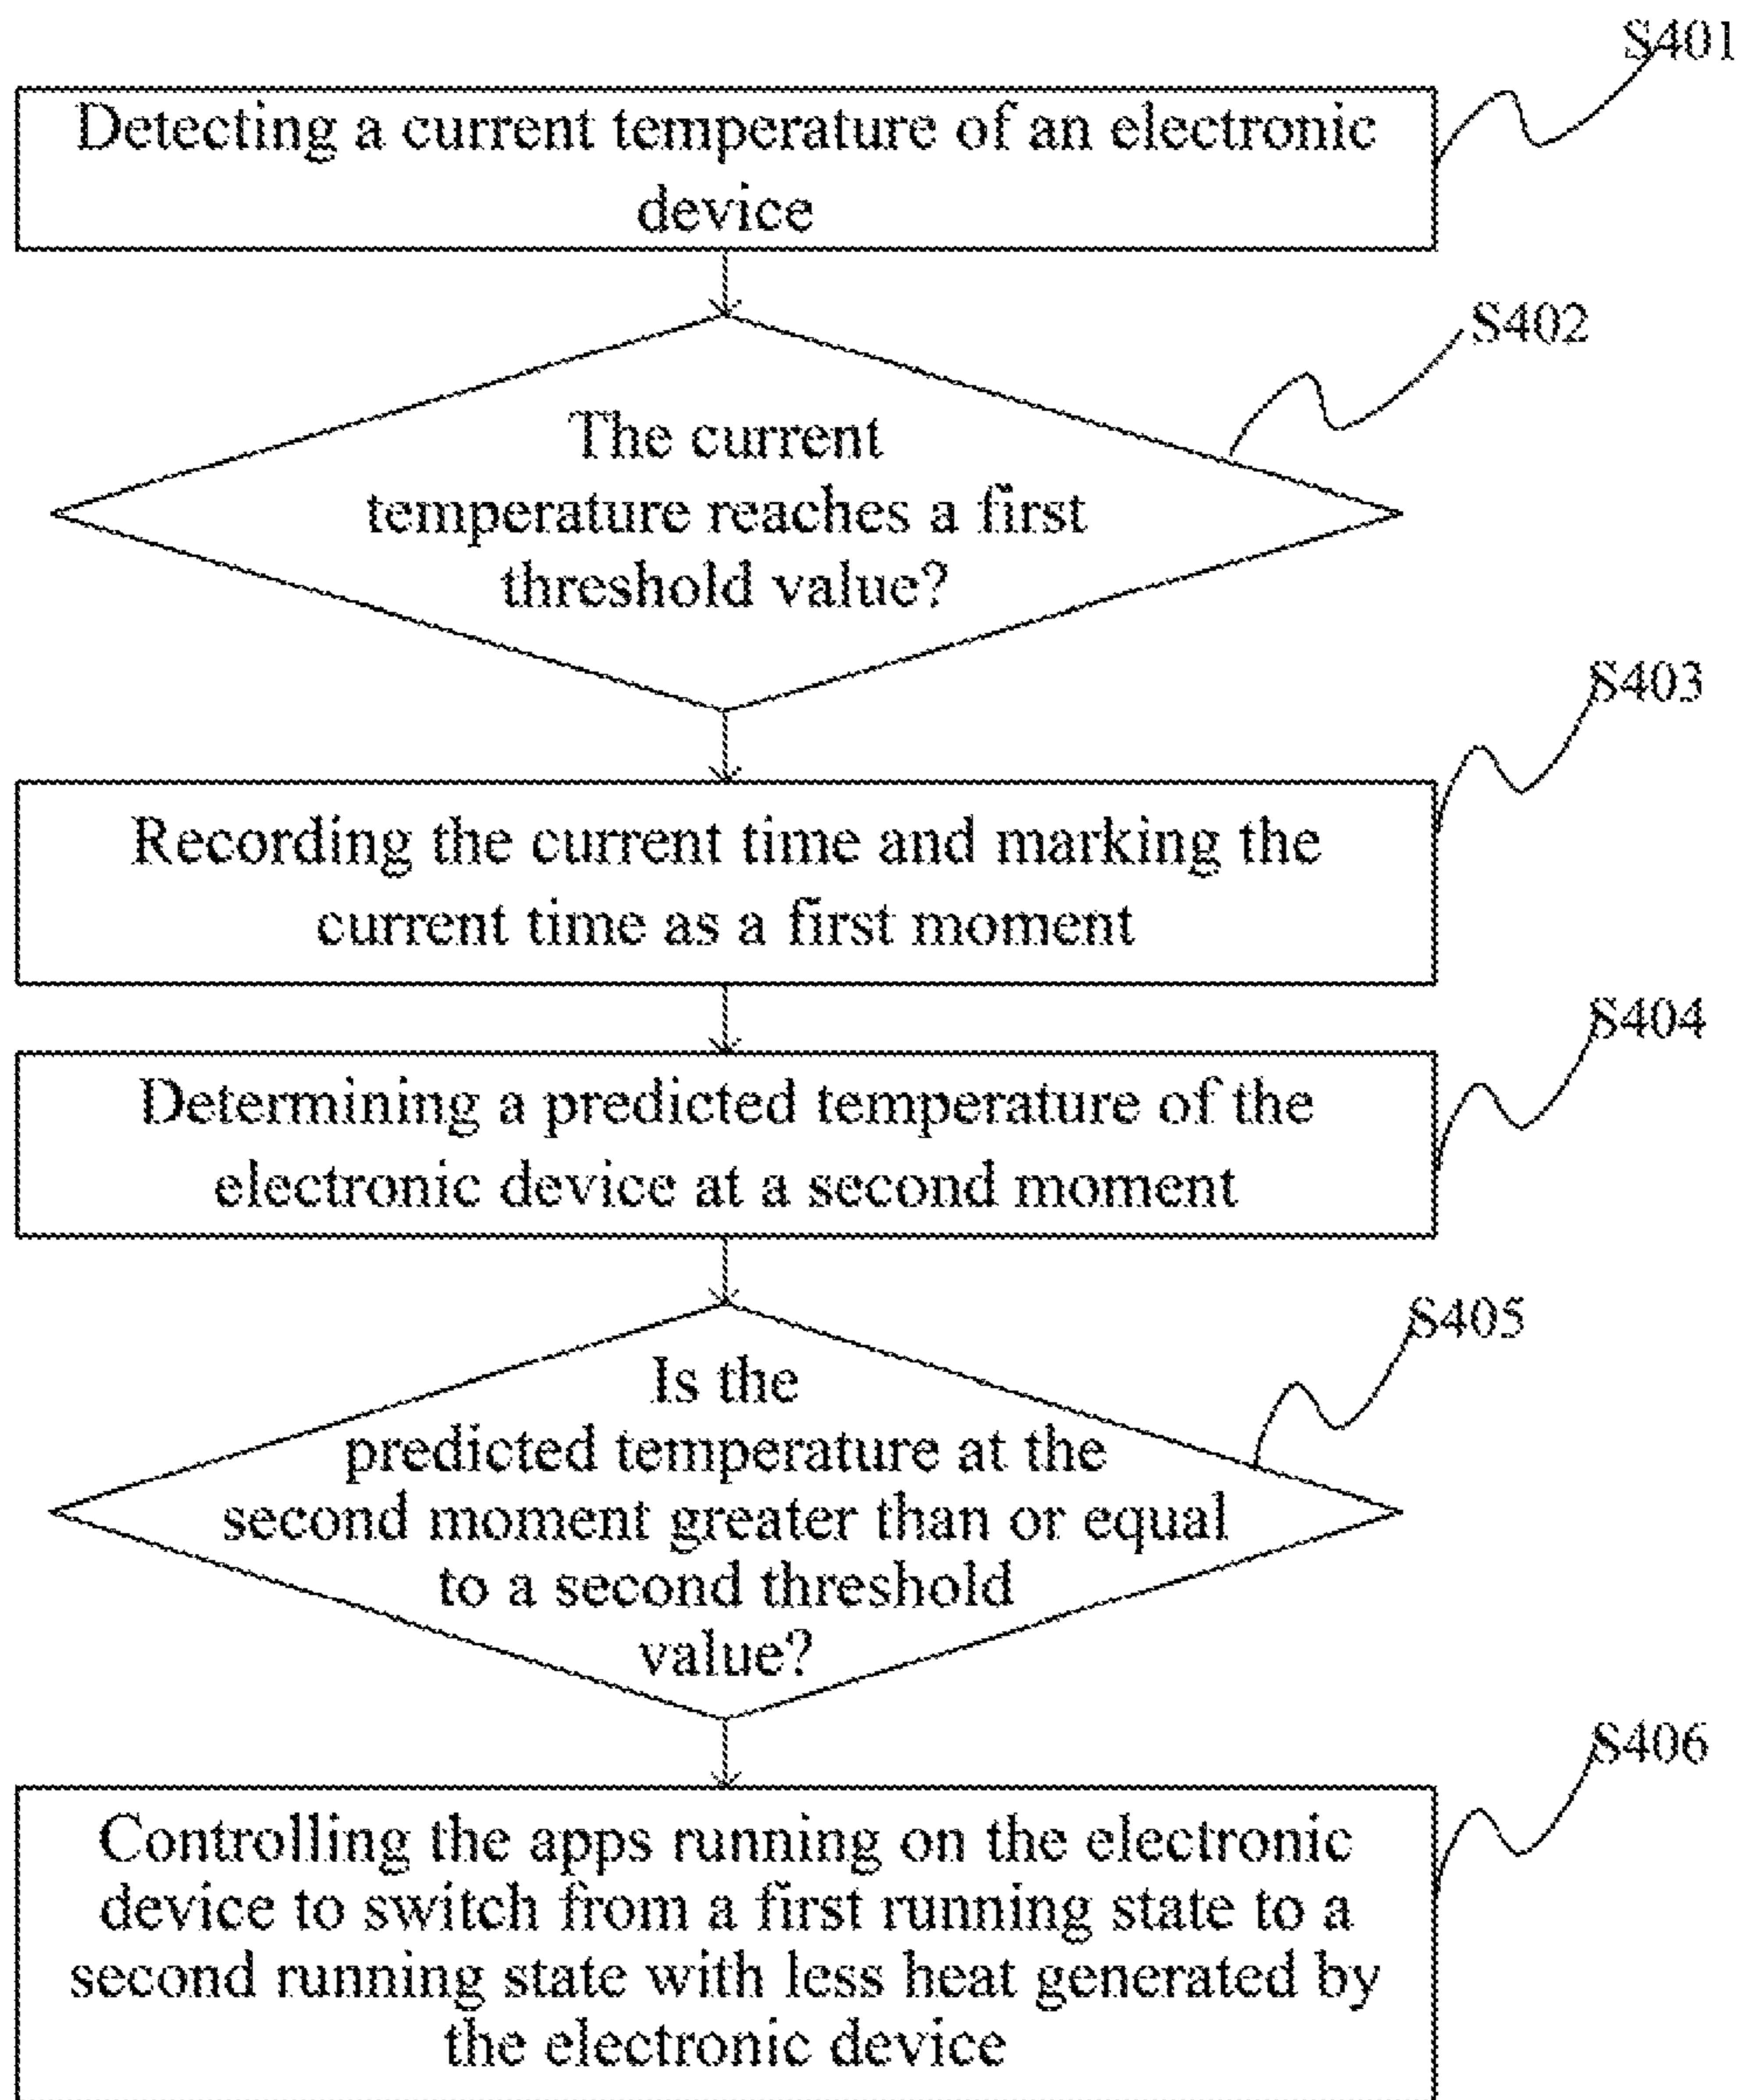 S401
Detecting a current temperature of an electronic
device
S402
The current
temperature reaches a first
threshold value?
S403
Recording the current time and marking the
current time as a first moment
S404
Determining a predicted temperature of the
electronic device at a second moment
S405
Is the
predicted temperature at the
second moment greater than or equal
to a second threshold
value?
S406
Controlling the apps running on the electronic
device to switch from a first running state to a
second running state with less heat generated by
the electronic device